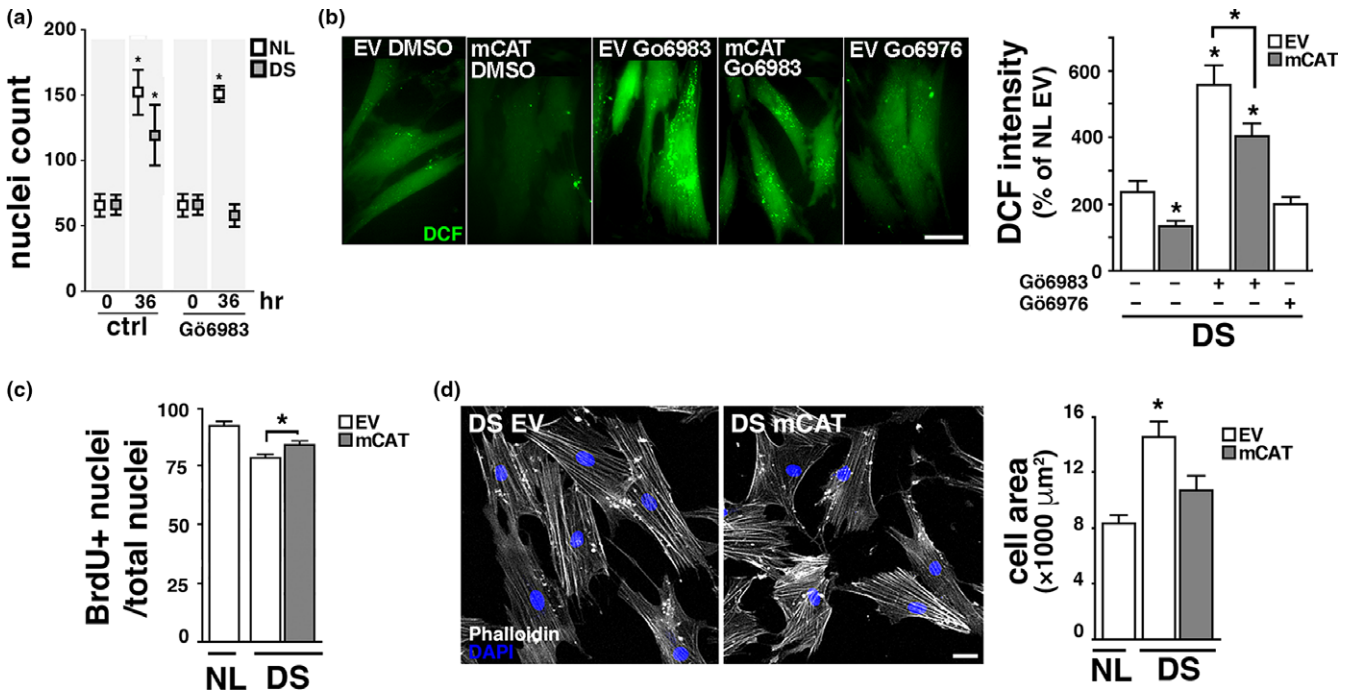 (a)
200
150
100
50
0
nuclei count
NL
DS
*
*
*
0 36 0 36 hr
ctrl Gö6983
(b)
EV DMSO
mCAT
DMSO
EV Go6983
mCAT
Go6983
EV Go6976
DCF
DCF intensity
(% of NL EV)
600
400
200
0
EV
mCAT
*
*
*
*
Gö6983 – – + + –
Gö6976 – – – – +
DS
(c)
100
75
50
25
0
BrdU+ nuclei
/total nuclei
EV
mCAT
*
NL DS
(d)
DS EV
DS mCAT
Phalloidin
DAPI
cell area
(×1000 µm²)
16
12
8
4
0
*
EV
mCAT
NL DS